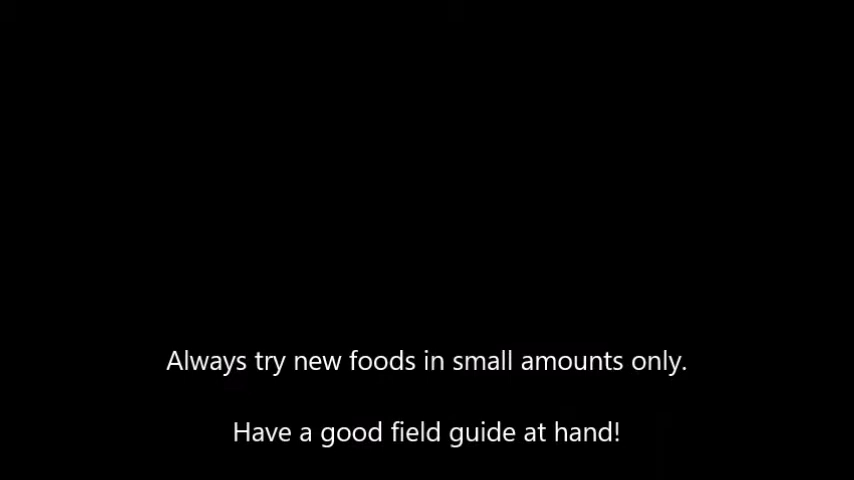 Always try new foods in small amounts only.
Have a good field guide at hand!